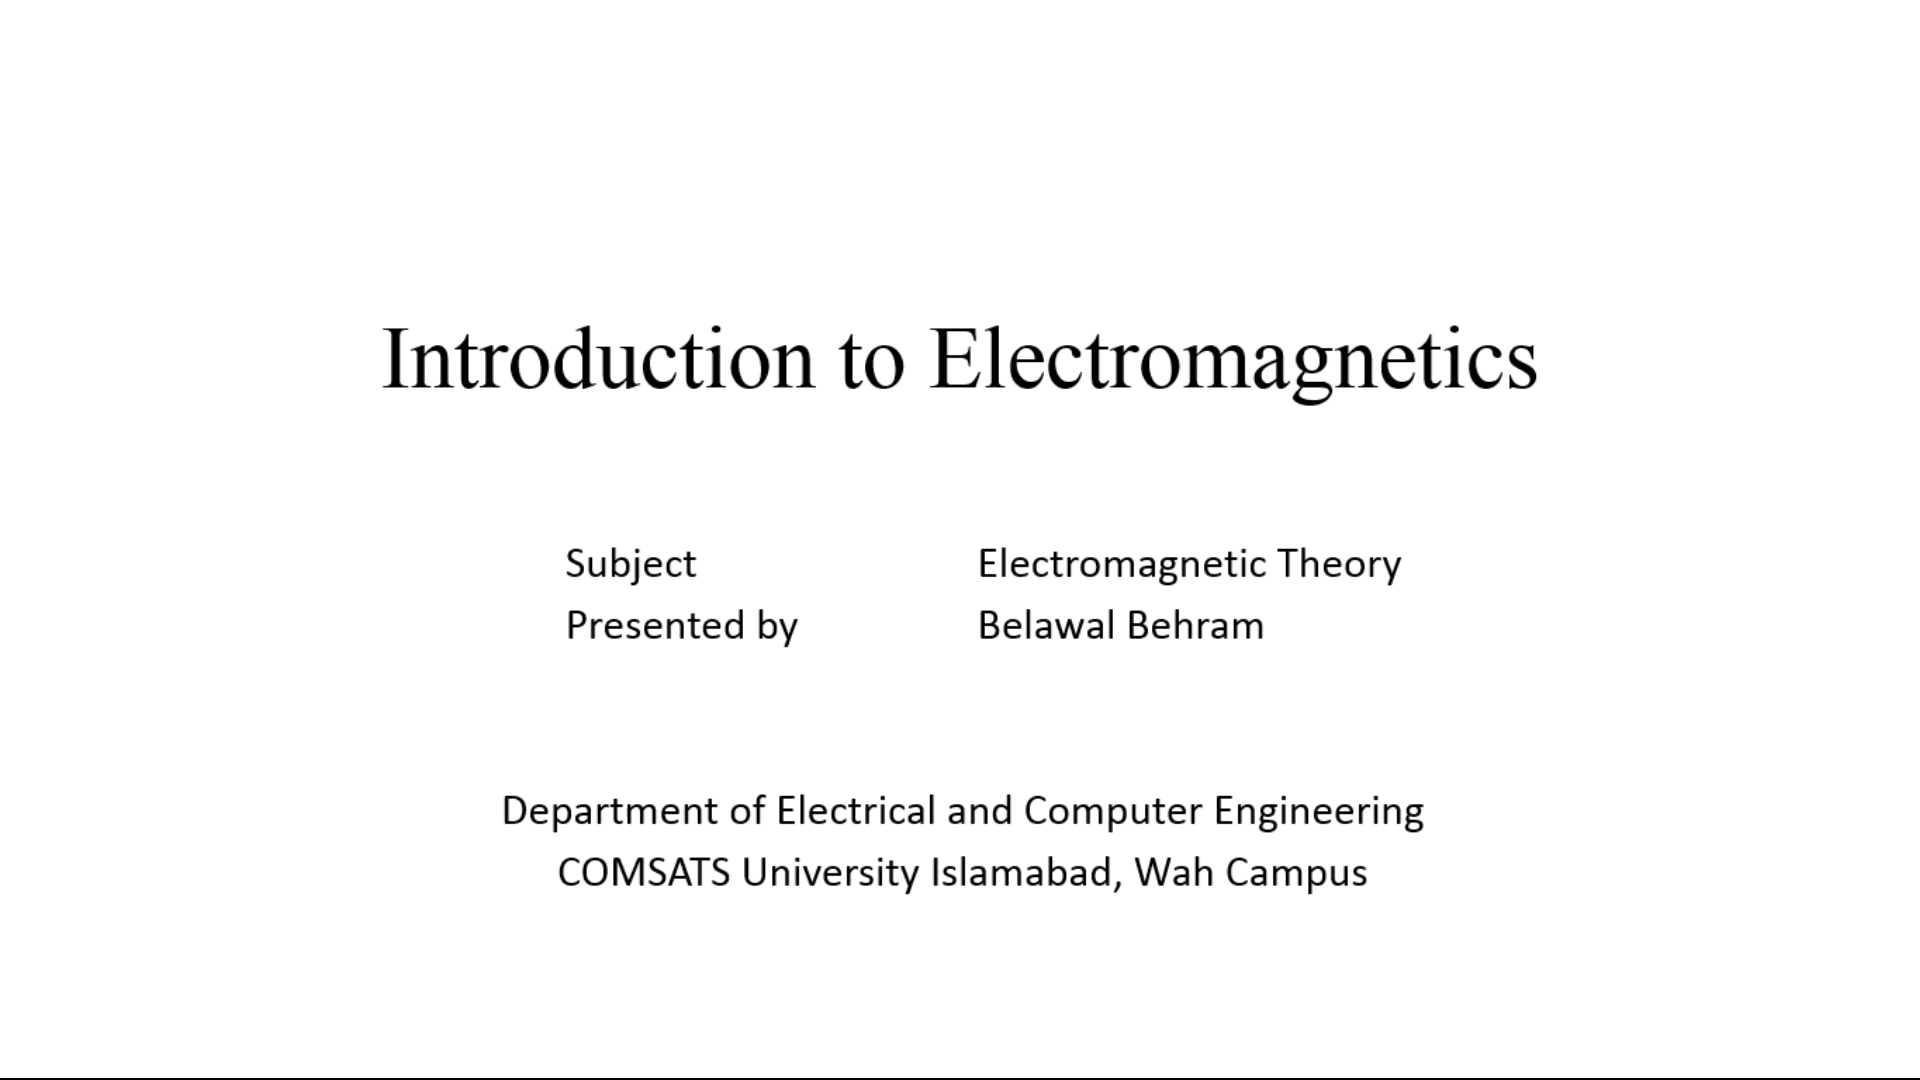 Introduction to Electromagnetics
Subject Electromagnetic Theory
Presented by Belawal Behram
Department of Electrical and Computer Engineering
COMSATS University Islamabad, Wah Campus